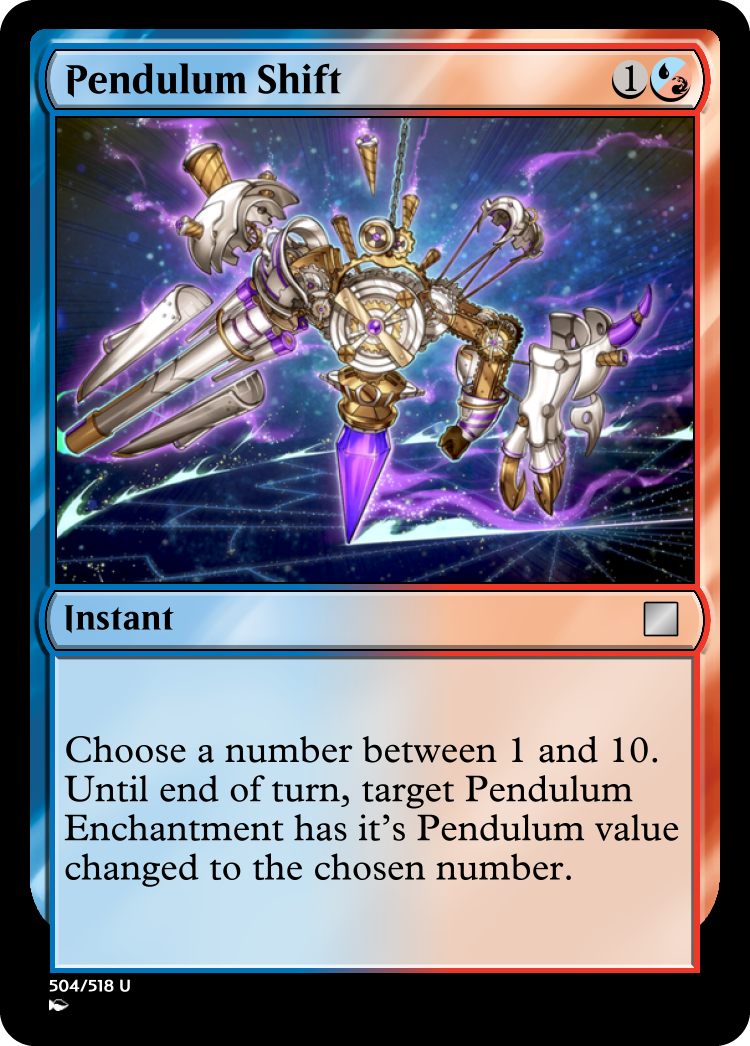 Pendulum Shift 1
Instant
Choose a number between 1 and 10.
Until end of turn, target Pendulum
Enchantment has it's Pendulum value
changed to the chosen number.
504/518 U